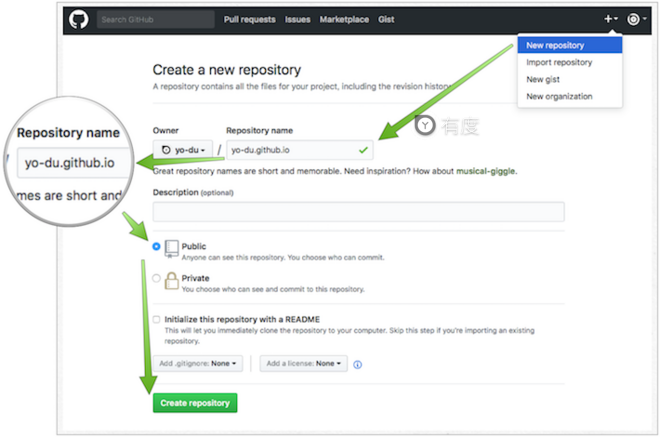 Search GitHub
Pull requests Issues Marketplace Gist
New repository
Import repository
New gist
New organization
Create a new repository
A repository contains all the files for your project, including the revision history
有度
Owner Repository name
yo-du / yo-du.github.io
Great repository names are short and memorable. Need inspiration? How about musical-giggle.
Repository name
/ yo-du.github.io
mes are short and
Description (optional)
Public
Anyone can see this repository. You choose who can commit.
Private
You choose who can see and commit to this repository.
Initialize this repository with a README
This will let you immediately clone the repository to your computer. Skip this step if you're importing an existing
repository.
Add .gitignore: None Add a license: None
Create repository